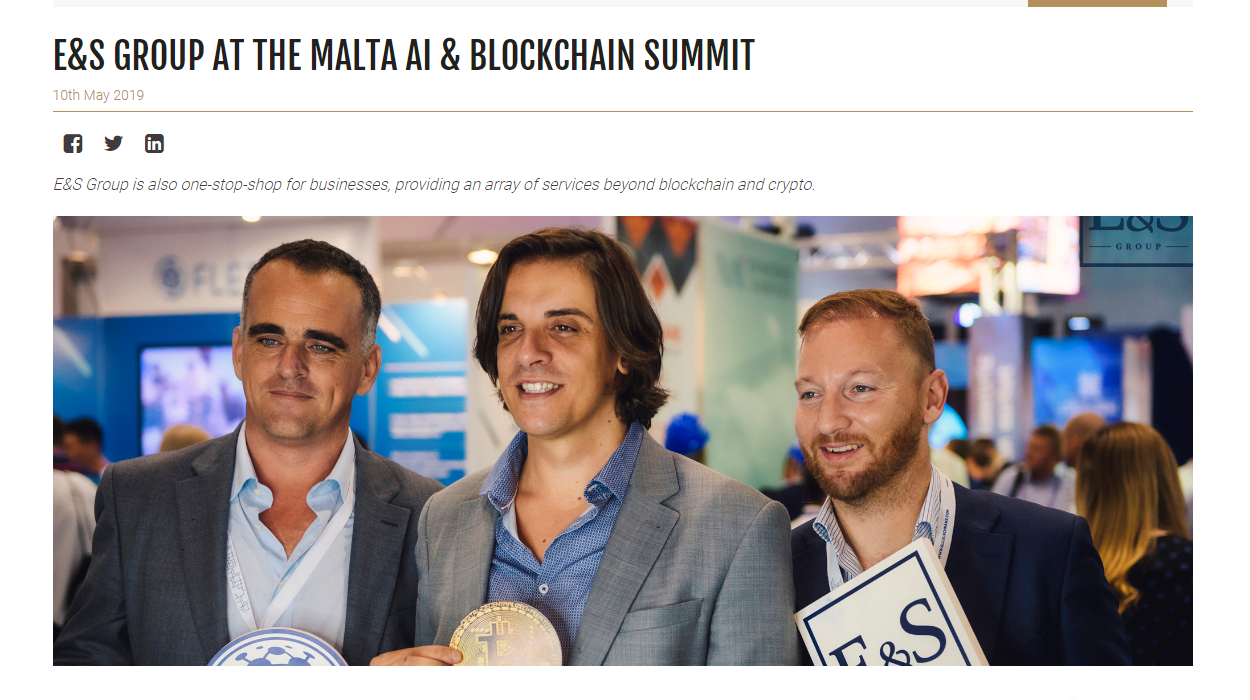 E&S GROUP AT THE MALTA AI & BLOCKCHAIN SUMMIT
10th May 2019
E&S Group is also one-stop-shop for businesses, providing an array of services beyond blockchain and crypto.
E&S
GROUP
E&S